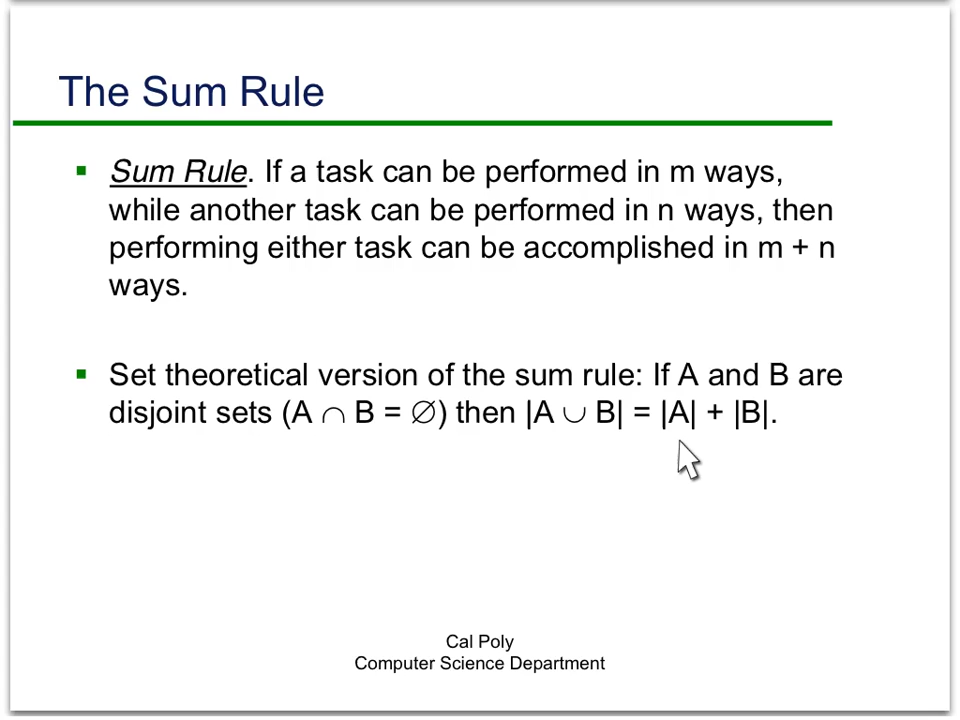 The Sum Rule
▪ Sum Rule. If a task can be performed in m ways,
while another task can be performed in n ways, then
performing either task can be accomplished in m + n
ways.
▪ Set theoretical version of the sum rule: If A and B are
disjoint sets (A ∩ B = ∅) then |A ∪ B| = |A| + |B|.
Cal Poly
Computer Science Department